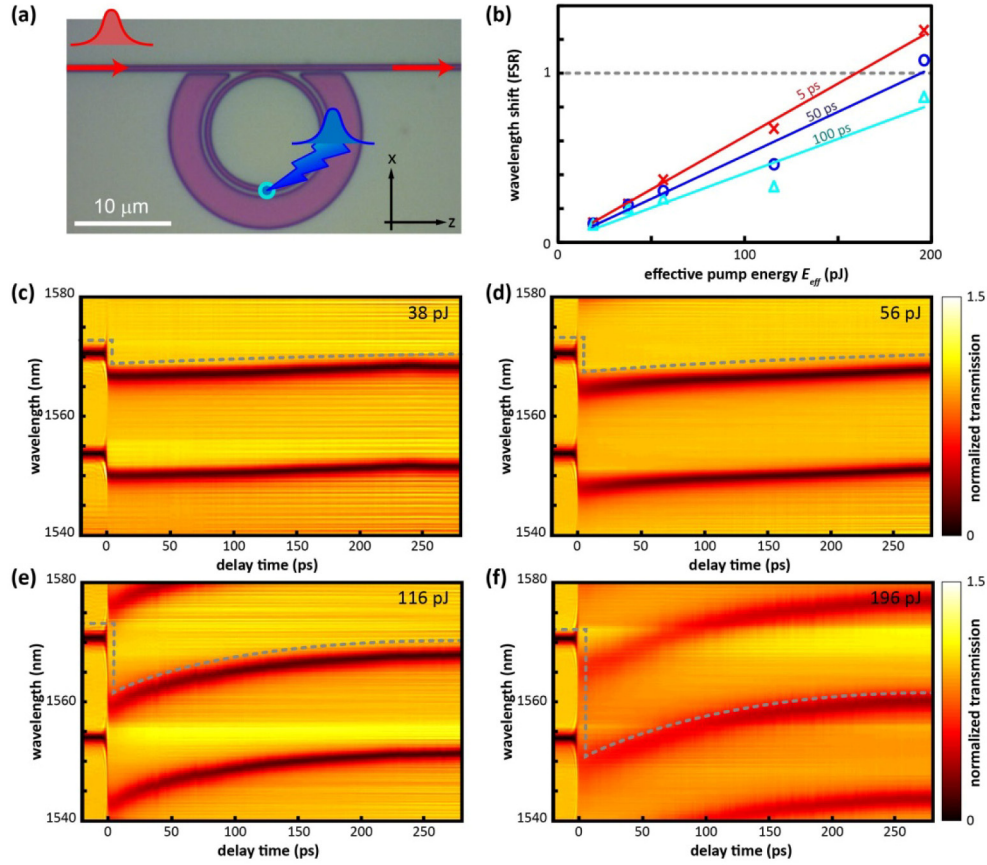 (a)
10 μm
x
z
(b)
wavelength shift (FSR)
1
0
0
100
200
5 ps
50 ps
100 ps
effective pump energy E_eff (pJ)
(c)
38 pJ
1580
1560
1540
wavelength (nm)
0 50 100 150 200 250
delay time (ps)
(d)
56 pJ
1580
1560
1540
wavelength (nm)
0 50 100 150 200 250
delay time (ps)
1.5
0
normalized transmission
(e)
116 pJ
1580
1560
1540
wavelength (nm)
0 50 100 150 200 250
delay time (ps)
(f)
196 pJ
1580
1560
1540
wavelength (nm)
0 50 100 150 200 250
delay time (ps)
1.5
0
normalized transmission